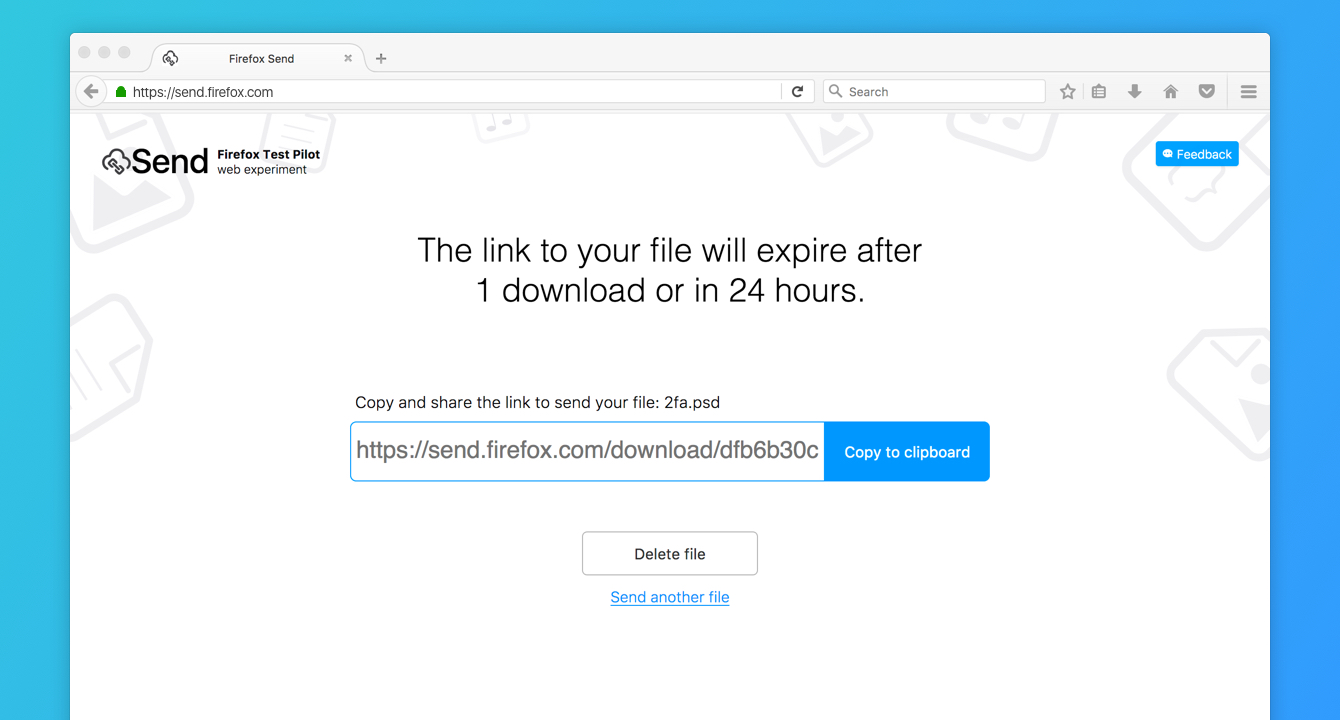 Firefox Send
https://send.firefox.com
Search
Send
Firefox Test Pilot
web experiment
Feedback
The link to your file will expire after
1 download or in 24 hours.
Copy and share the link to send your file: 2fa.psd
https://send.firefox.com/download/dfb6b30c
Copy to clipboard
Delete file
Send another file